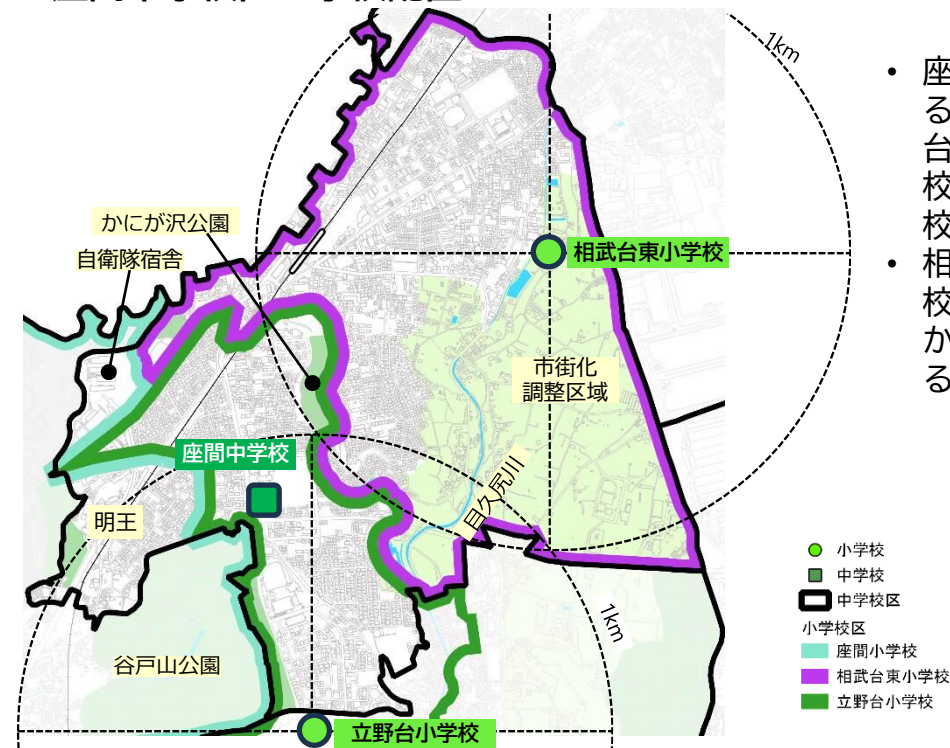 1km
かにが沢公園
自衛隊宿舎
相武台東小学校
市街化
調整区域
座間中学校
目久尻川
明王
谷戸山公園
1km
立野台小学校
• 座
る
台
校
校
• 相
校
か
る
小学校
中学校
中学校区
小学校区
座間小学校
相武台東小学校
立野台小学校